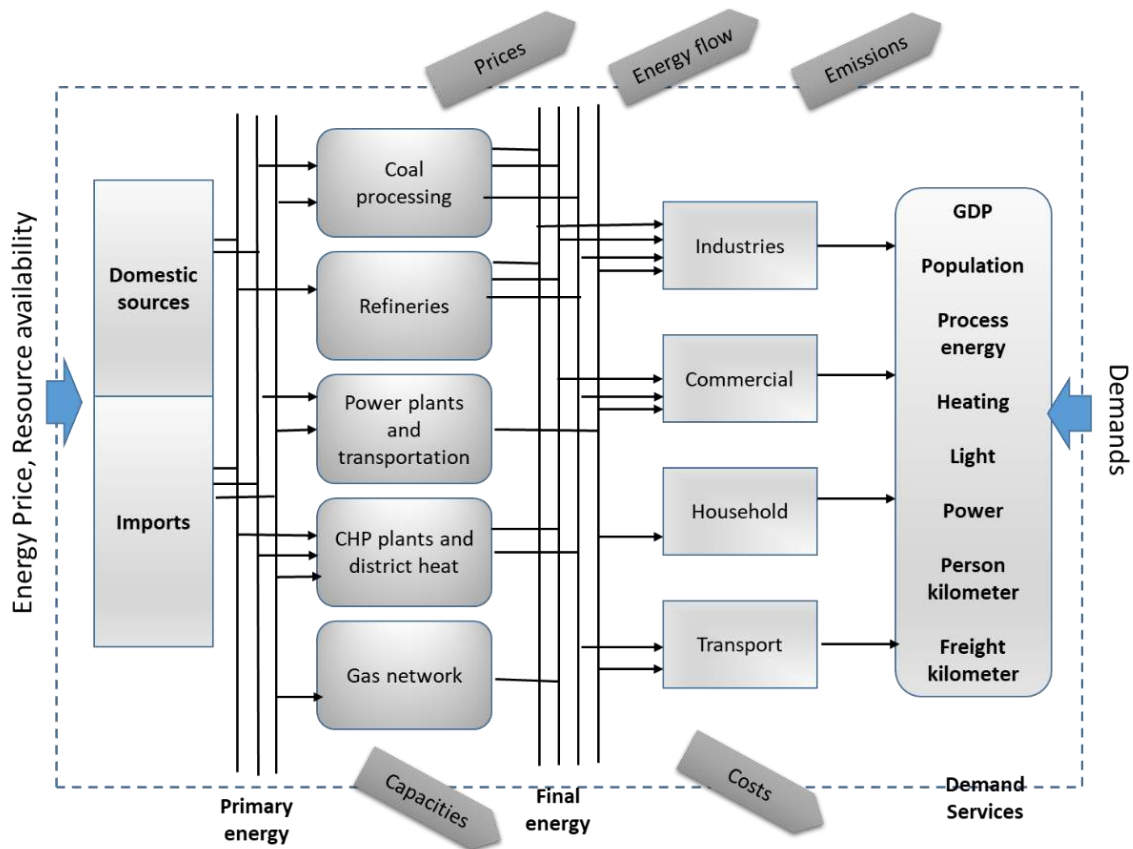 Prices
Energy flow
Emissions
Energy Price, Resource availability
Domestic
sources
Imports
Coal
processing
Refineries
Power plants
and
transportation
CHP plants and
district heat
Gas network
Industries
Commercial
Household
Transport
GDP
Population
Process
energy
Heating
Light
Power
Person
kilometer
Freight
kilometer
Demands
Primary
energy
Capacities
Final
energy
Costs
Demand
Services